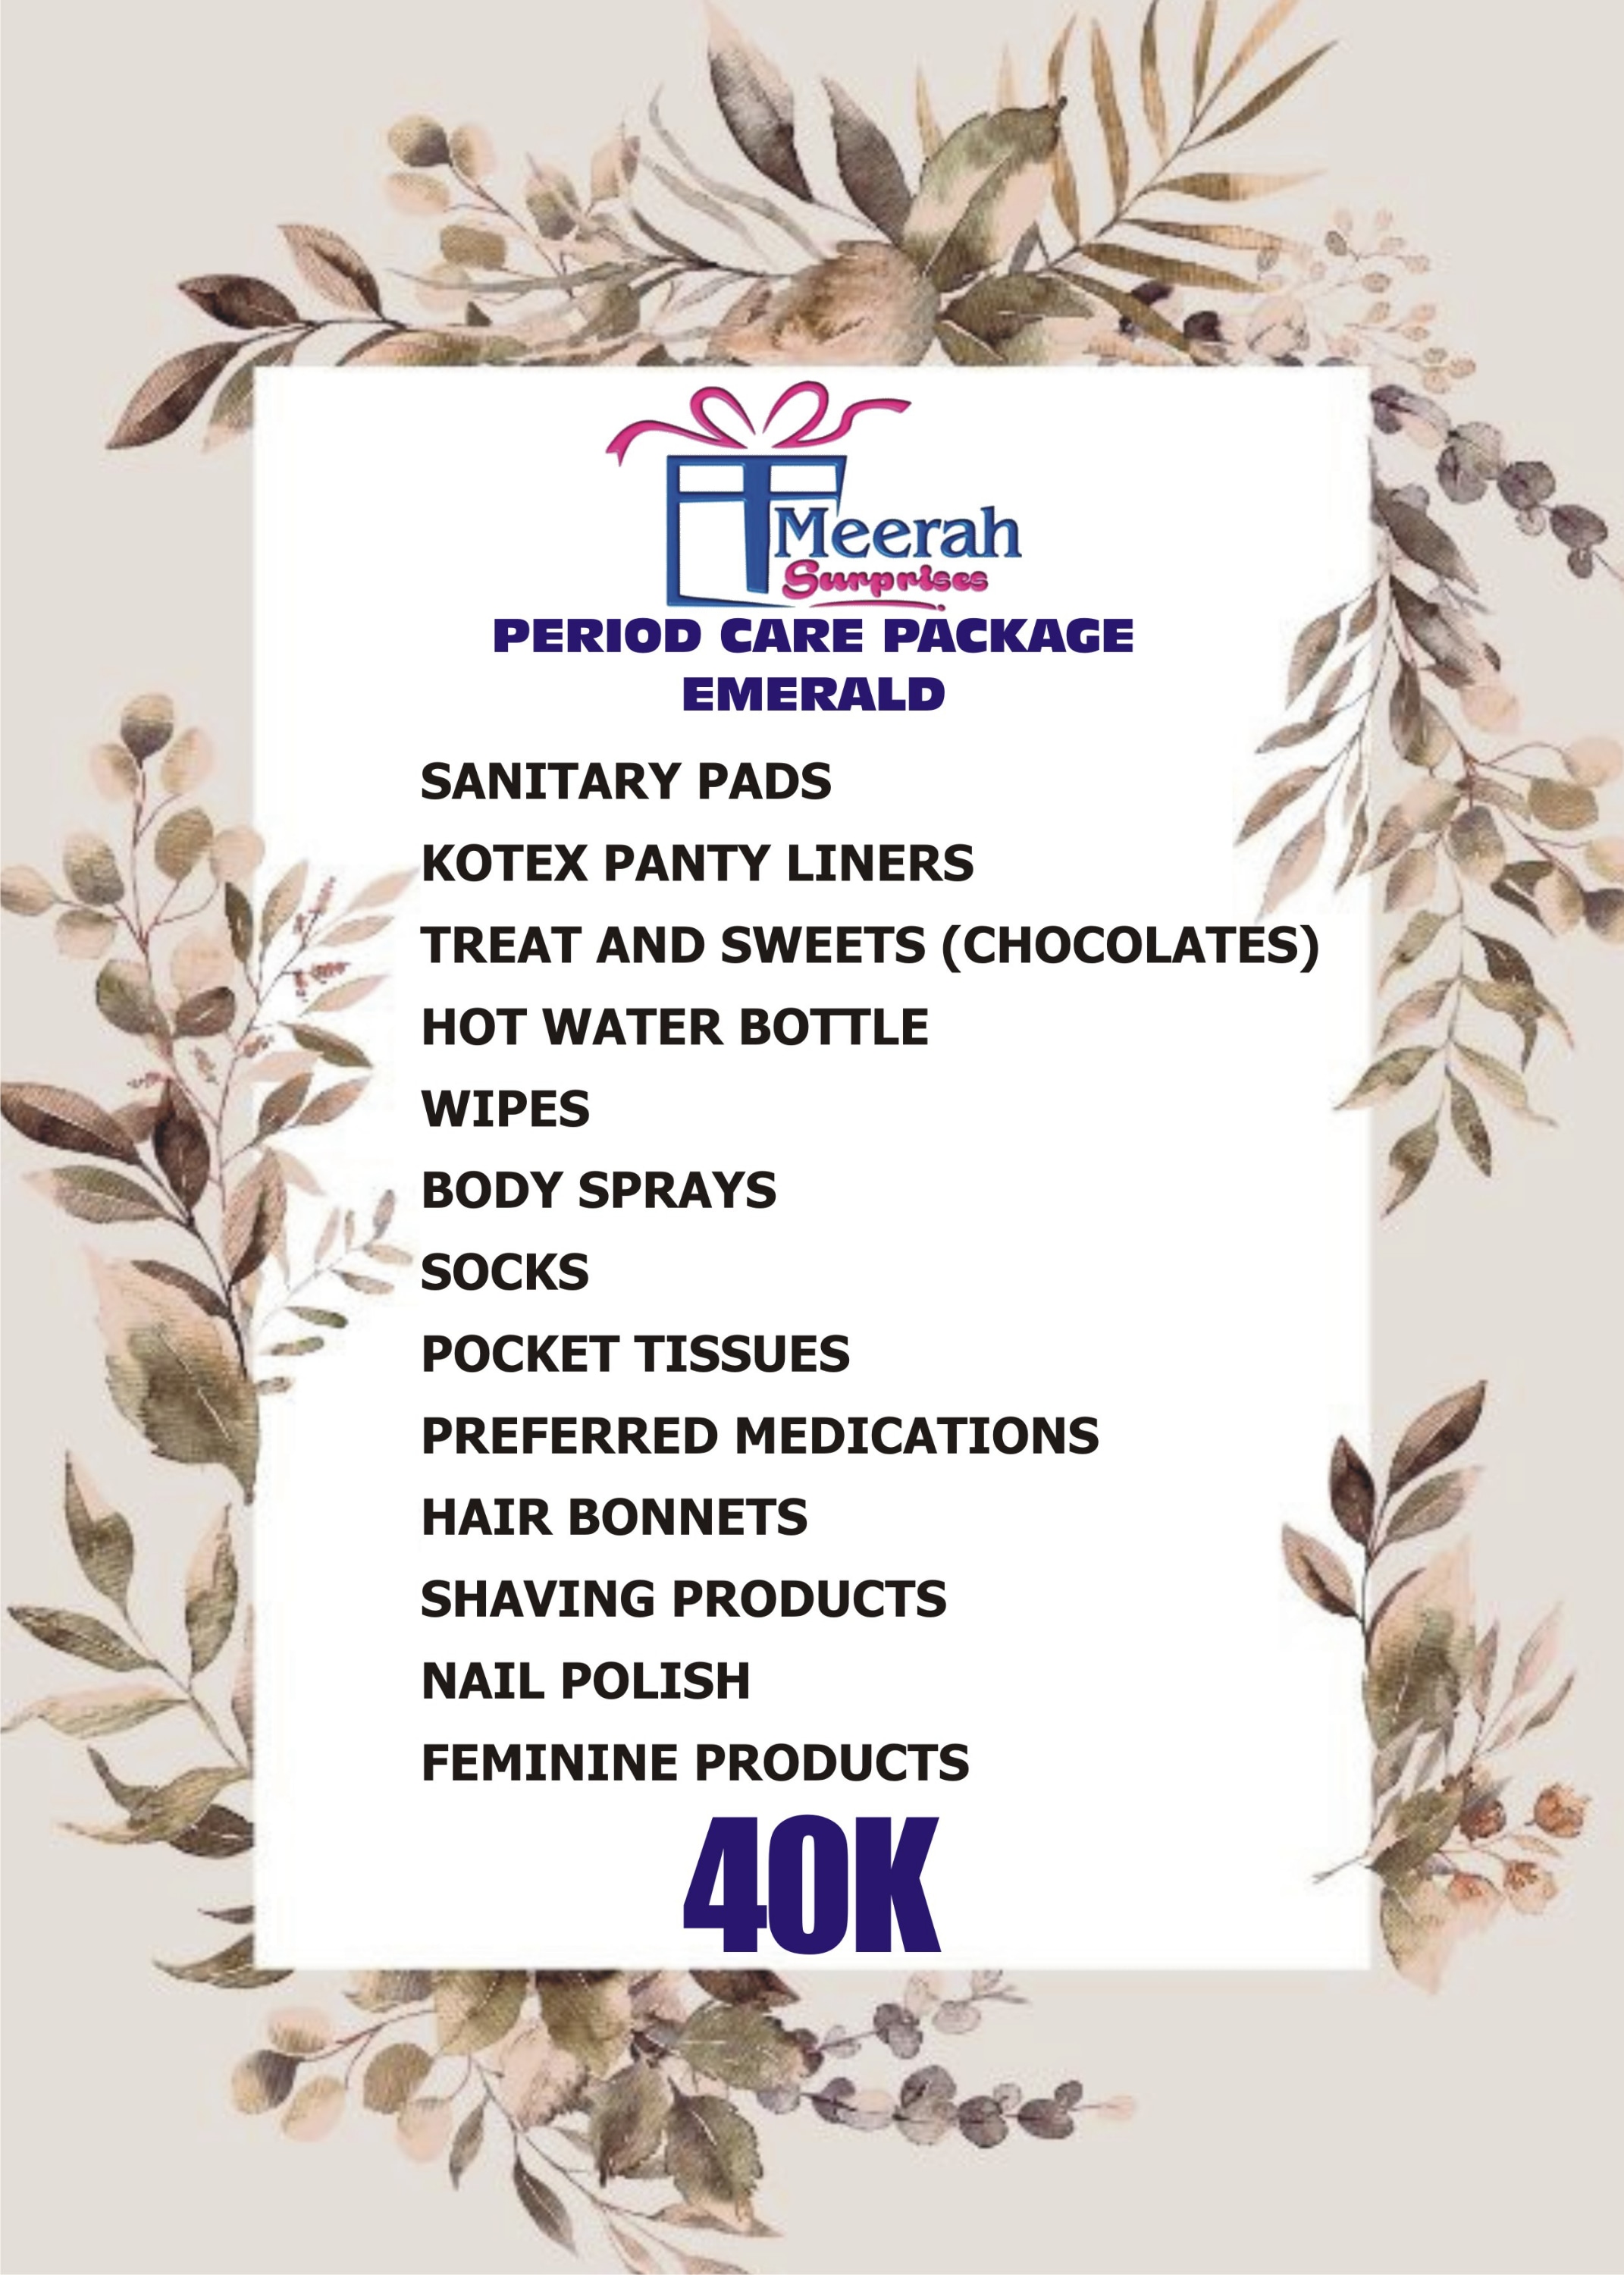 Meerah
Surprises
PERIOD CARE PACKAGE
EMERALD
SANITARY PADS
KOTEX PANTY LINERS
TREAT AND SWEETS (CHOCOLATES)
HOT WATER BOTTLE
WIPES
BODY SPRAYS
SOCKS
POCKET TISSUES
PREFERRED MEDICATIONS
HAIR BONNETS
SHAVING PRODUCTS
NAIL POLISH
FEMININE PRODUCTS
40K